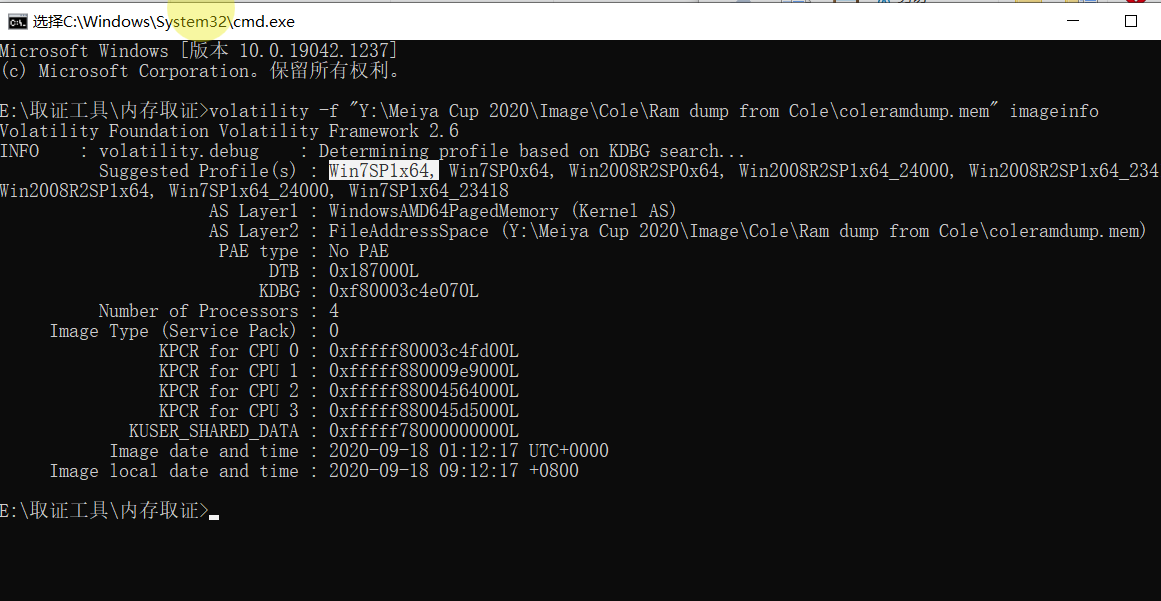 选择C:\Windows\System32\cmd.exe
Microsoft Windows [版本 10.0.19042.1237]
(c) Microsoft Corporation。保留所有权利。
E:\取证工具\内存取证>volatility -f "Y:\Meiya Cup 2020\Image\Cole\Ram dump from Cole\coleramdump.mem" imageinfo
Volatility Foundation Volatility Framework 2.6
INFO    : volatility.debug    : Determining profile based on KDBG search...
Suggested Profile(s) : Win7SP1x64, Win7SP0x64, Win2008R2SP0x64, Win2008R2SP1x64_24000, Win2008R2SP1x64_234
Win2008R2SP1x64, Win7SP1x64_24000, Win7SP1x64_23418
AS Layer1 : WindowsAMD64PagedMemory (Kernel AS)
AS Layer2 : FileAddressSpace (Y:\Meiya Cup 2020\Image\Cole\Ram dump from Cole\coleramdump.mem)
PAE type : No PAE
DTB : 0x187000L
KDBG : 0xf80003c4e070L
Number of Processors : 4
Image Type (Service Pack) : 0
KPCR for CPU 0 : 0xfffff80003c4fd00L
KPCR for CPU 1 : 0xfffff880009e9000L
KPCR for CPU 2 : 0xfffff88004564000L
KPCR for CPU 3 : 0xfffff880045d5000L
KUSER_SHARED_DATA : 0xfffff78000000000L
Image date and time : 2020-09-18 01:12:17 UTC+0000
Image local date and time : 2020-09-18 09:12:17 +0800
E:\取证工具\内存取证>